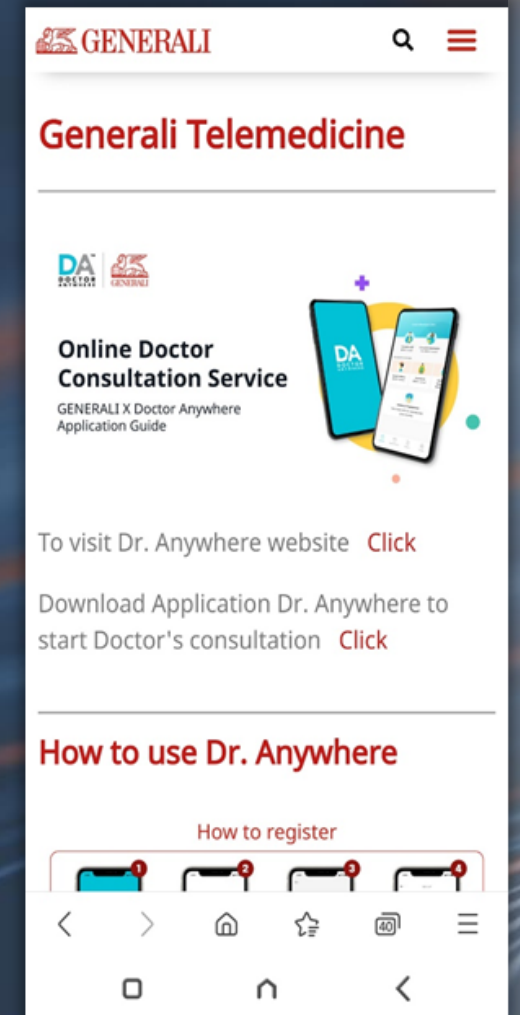 GENERALI
Generali Telemedicine
DA™
DOCTOR
ANYWHERE
GENERALI
Online Doctor
Consultation Service
GENERALI X Doctor Anywhere
Application Guide
DA
DOCTOR
ANYWHERE
To visit Dr. Anywhere website Click
Download Application Dr. Anywhere to
start Doctor's consultation Click
How to use Dr. Anywhere
How to register
1 2 3 4
40